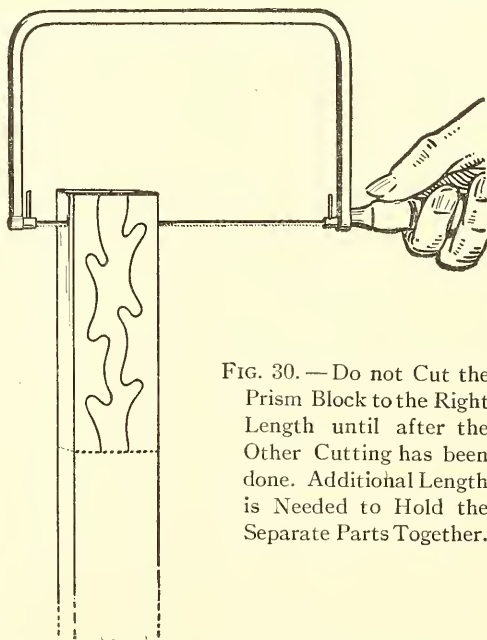 FIG. 30. — Do not Cut the
Prism Block to the Right
Length until after the
Other Cutting has been
done. Additional Length
is Needed to Hold the
Separate Parts Together.